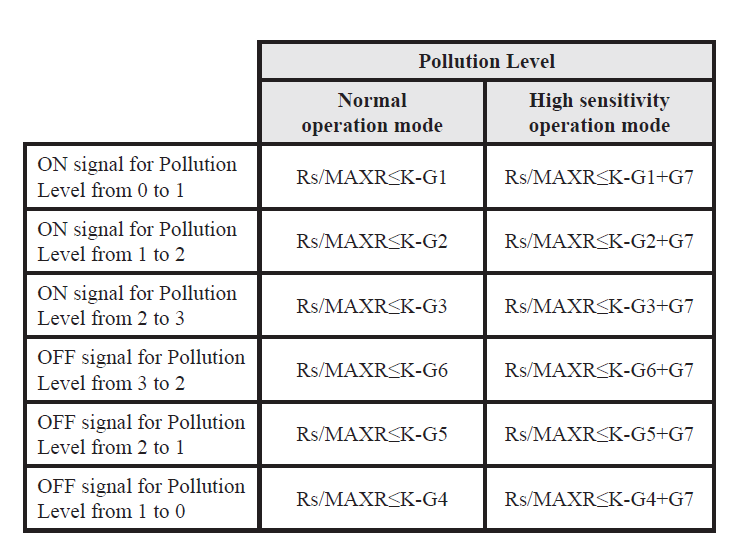 Pollution Level
Normal
operation mode
High sensitivity
operation mode
ON signal for Pollution
Level from 0 to 1
Rs/MAXR≤K-G1
Rs/MAXR≤K-G1+G7
ON signal for Pollution
Level from 1 to 2
Rs/MAXR≤K-G2
Rs/MAXR≤K-G2+G7
ON signal for Pollution
Level from 2 to 3
Rs/MAXR≤K-G3
Rs/MAXR≤K-G3+G7
OFF signal for Pollution
Level from 3 to 2
Rs/MAXR≤K-G6
Rs/MAXR≤K-G6+G7
OFF signal for Pollution
Level from 2 to 1
Rs/MAXR≤K-G5
Rs/MAXR≤K-G5+G7
OFF signal for Pollution
Level from 1 to 0
Rs/MAXR≤K-G4
Rs/MAXR≤K-G4+G7